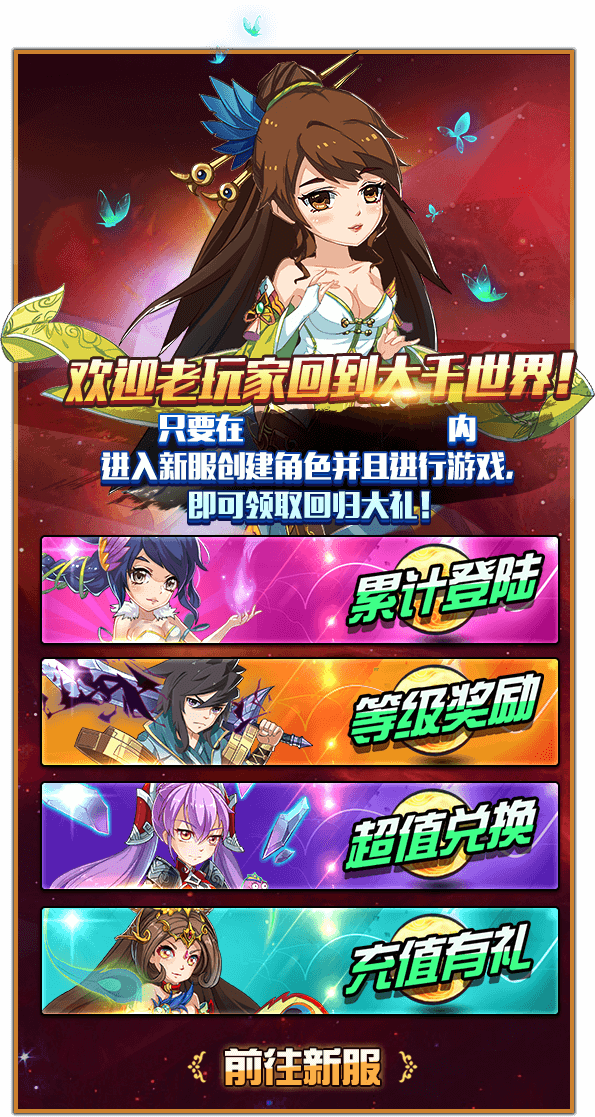 欢迎老玩家回到大千世界!
只要在 内
进入新服创建角色并且进行游戏,
即可领取回归大礼!
累计登陆
等级奖励
超值兑换
充值有礼
前往新服